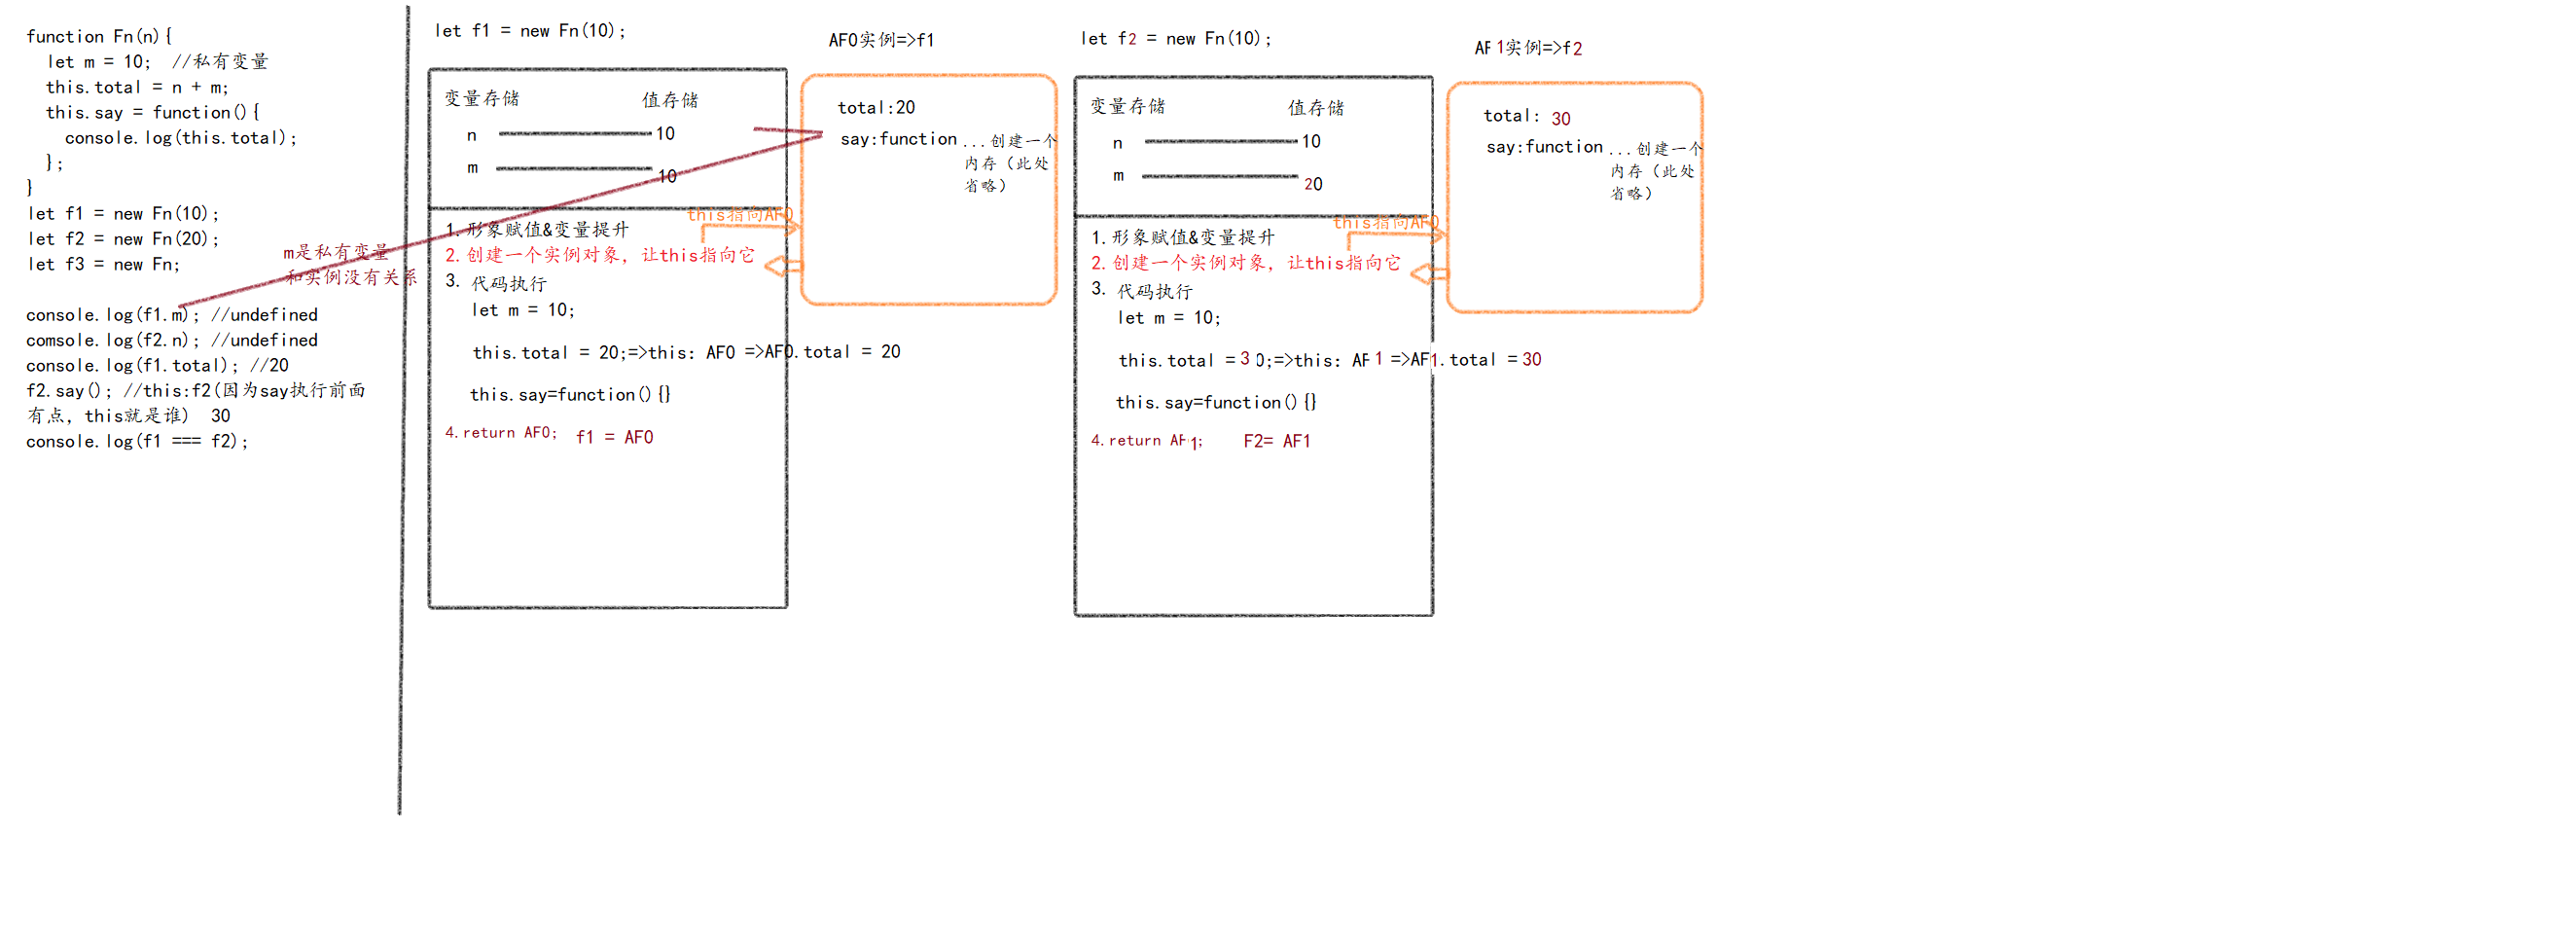 function Fn(n){
let m = 10; //私有变量
this.total = n + m;
this.say = function(){
console.log(this.total);
};
}
let f1 = new Fn(10);
let f2 = new Fn(20);
let f3 = new Fn;
m是私有变量
和实例没有关系
console.log(f1.m); //undefined
comsole.log(f2.n); //undefined
console.log(f1.total); //20
f2.say(); //this:f2(因为say执行前面
有点，this就是谁) 30
console.log(f1 === f2);
let f1 = new Fn(10);
变量存储 值存储
n 10
m 10
1. 形象赋值&变量提升
2. 创建一个实例对象，让this指向它
3. 代码执行
let m = 10;
this.total = 20;=>this: AF0 =>AF0.total = 20
this.say=function(){}
4.return AF0; f1 = AF0
this指向AF0
AF0实例=>f1
total:20
say:function ...创建一个
内存（此处
省略）
let f2 = new Fn(10);
变量存储 值存储
n 10
m 20
1. 形象赋值&变量提升
2. 创建一个实例对象，让this指向它
3. 代码执行
let m = 10;
this.total = 30;=>this: AF1 =>AF1.total = 30
this.say=function(){}
4.return AF1; F2= AF1
this指向AF0
AF1实例=>f2
total: 30
say:function ...创建一个
内存（此处
省略）